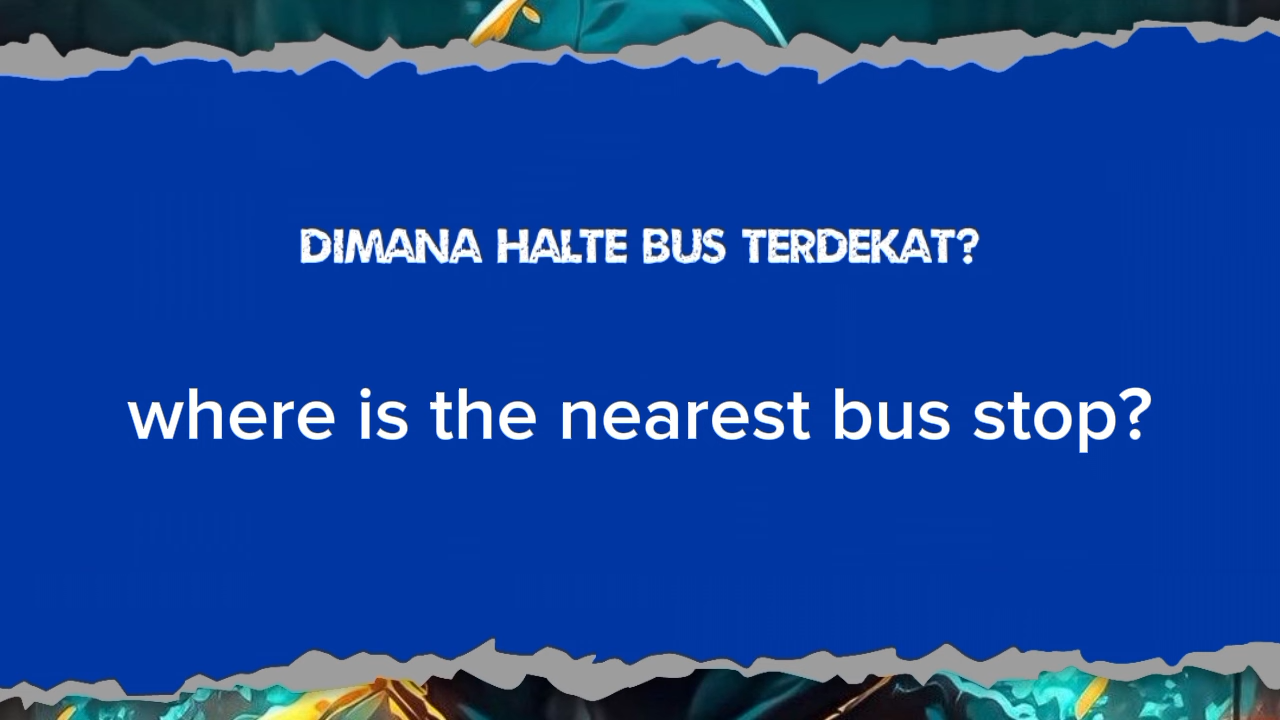 DIMANA HALTE BUS TERDEKAT?
where is the nearest bus stop?